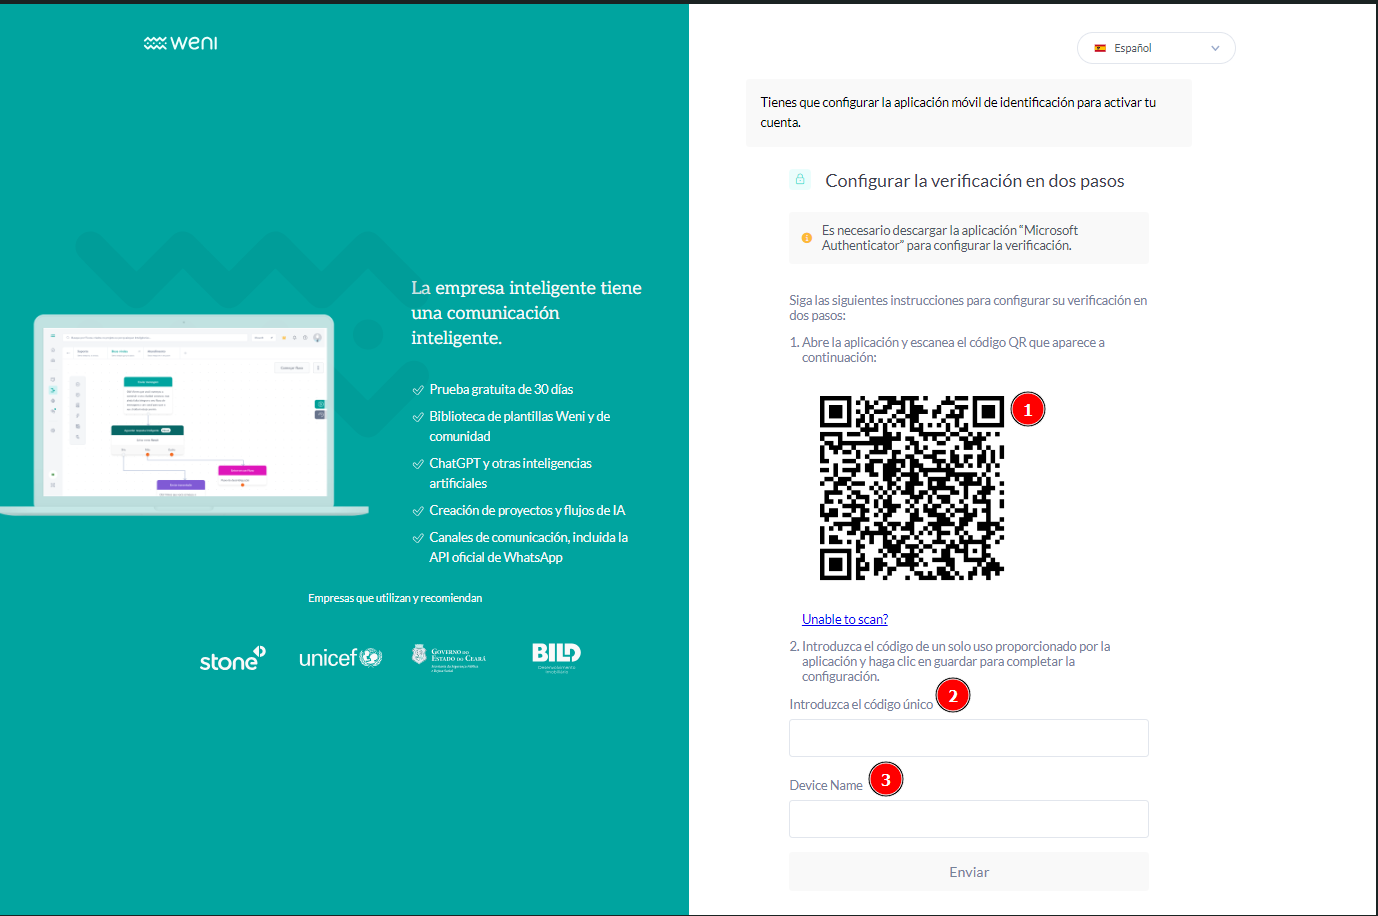 weni
La empresa inteligente tiene
una comunicación
inteligente.
Prueba gratuita de 30 días
Biblioteca de plantillas Weni y de
comunidad
ChatGPT y otras inteligencias
artificiales
Creación de proyectos y flujos de IA
Canales de comunicación, incluida la
API oficial de WhatsApp
Empresas que utilizan y recomiendan
stone
unicef
GOVERNO DO
ESTADO DO CEARÁ
BILD
Español
Tienes que configurar la aplicación móvil de identificación para activar tu
cuenta.
Configurar la verificación en dos pasos
Es necesario descargar la aplicación “Microsoft
Authenticator” para configurar la verificación.
Siga las siguientes instrucciones para configurar su verificación en
dos pasos:
1. Abre la aplicación y escanea el código QR que aparece a
continuación:
1
Unable to scan?
2. Introduzca el código de un solo uso proporcionado por la
aplicación y haga clic en guardar para completar la
configuración.
Introduzca el código único
2
Device Name
3
Enviar